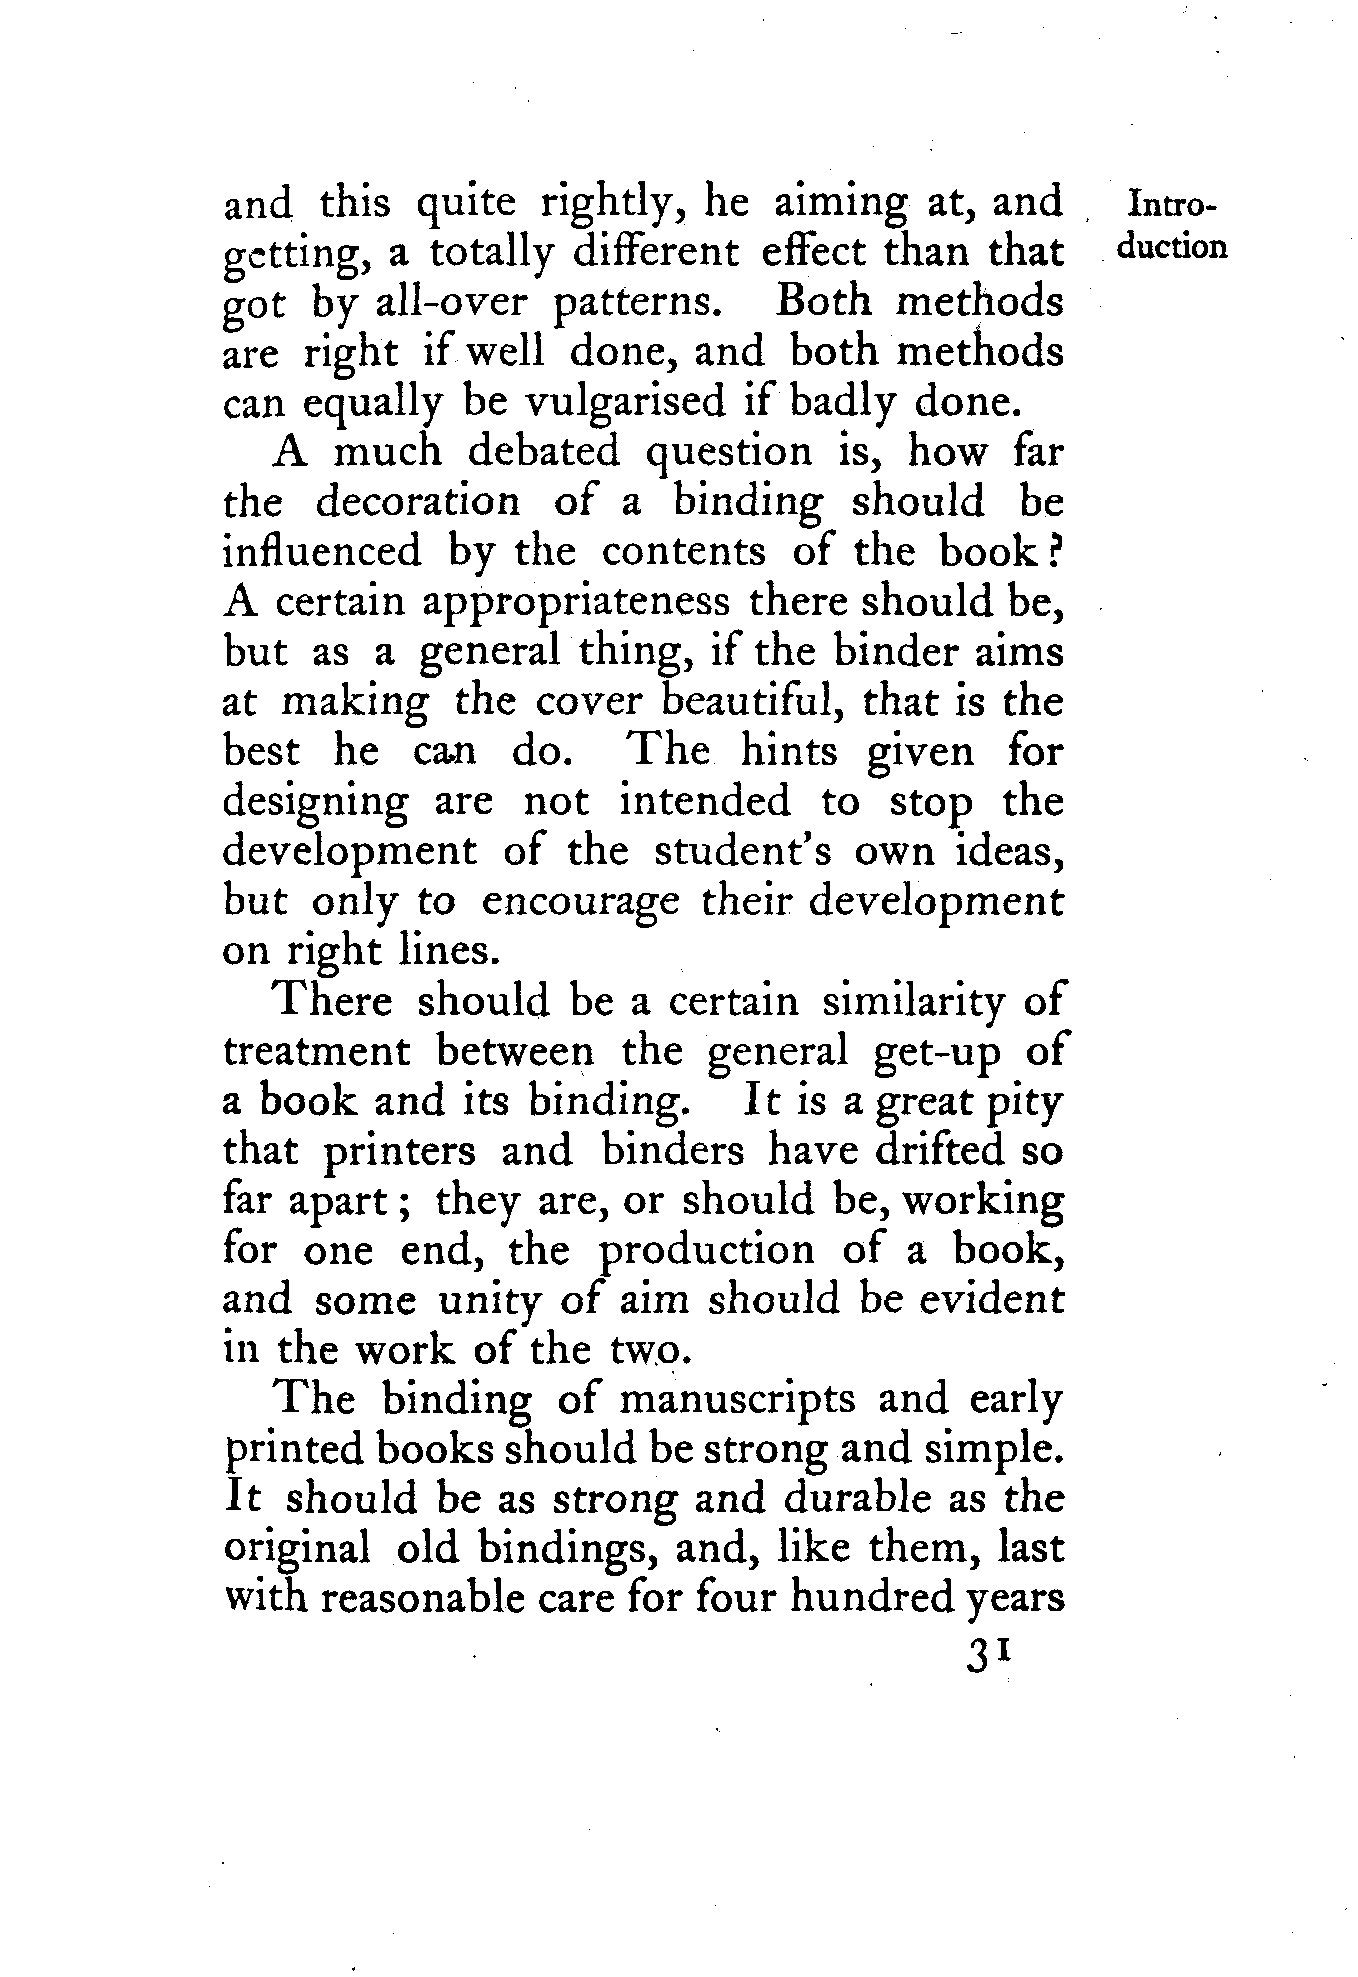 and this quite rightly, he aiming at, and
getting, a totally different effect than that
got by all-over patterns. Both methods
are right if well done, and both methods
can equally be vulgarised if badly done.
A much debated question is, how far
the decoration of a binding should be
influenced by the contents of the book?
A certain appropriateness there should be,
but as a general thing, if the binder aims
at making the cover beautiful, that is the
best he can do. The hints given for
designing are not intended to stop the
development of the student's own ideas,
but only to encourage their development
on right lines.
There should be a certain similarity of
treatment between the general get-up of
a book and its binding. It is a great pity
that printers and binders have drifted so
far apart; they are, or should be, working
for one end, the production of a book,
and some unity of aim should be evident
in the work of the two.
The binding of manuscripts and early
printed books should be strong and simple.
It should be as strong and durable as the
original old bindings, and, like them, last
with reasonable care for four hundred years
31
Intro-
duction